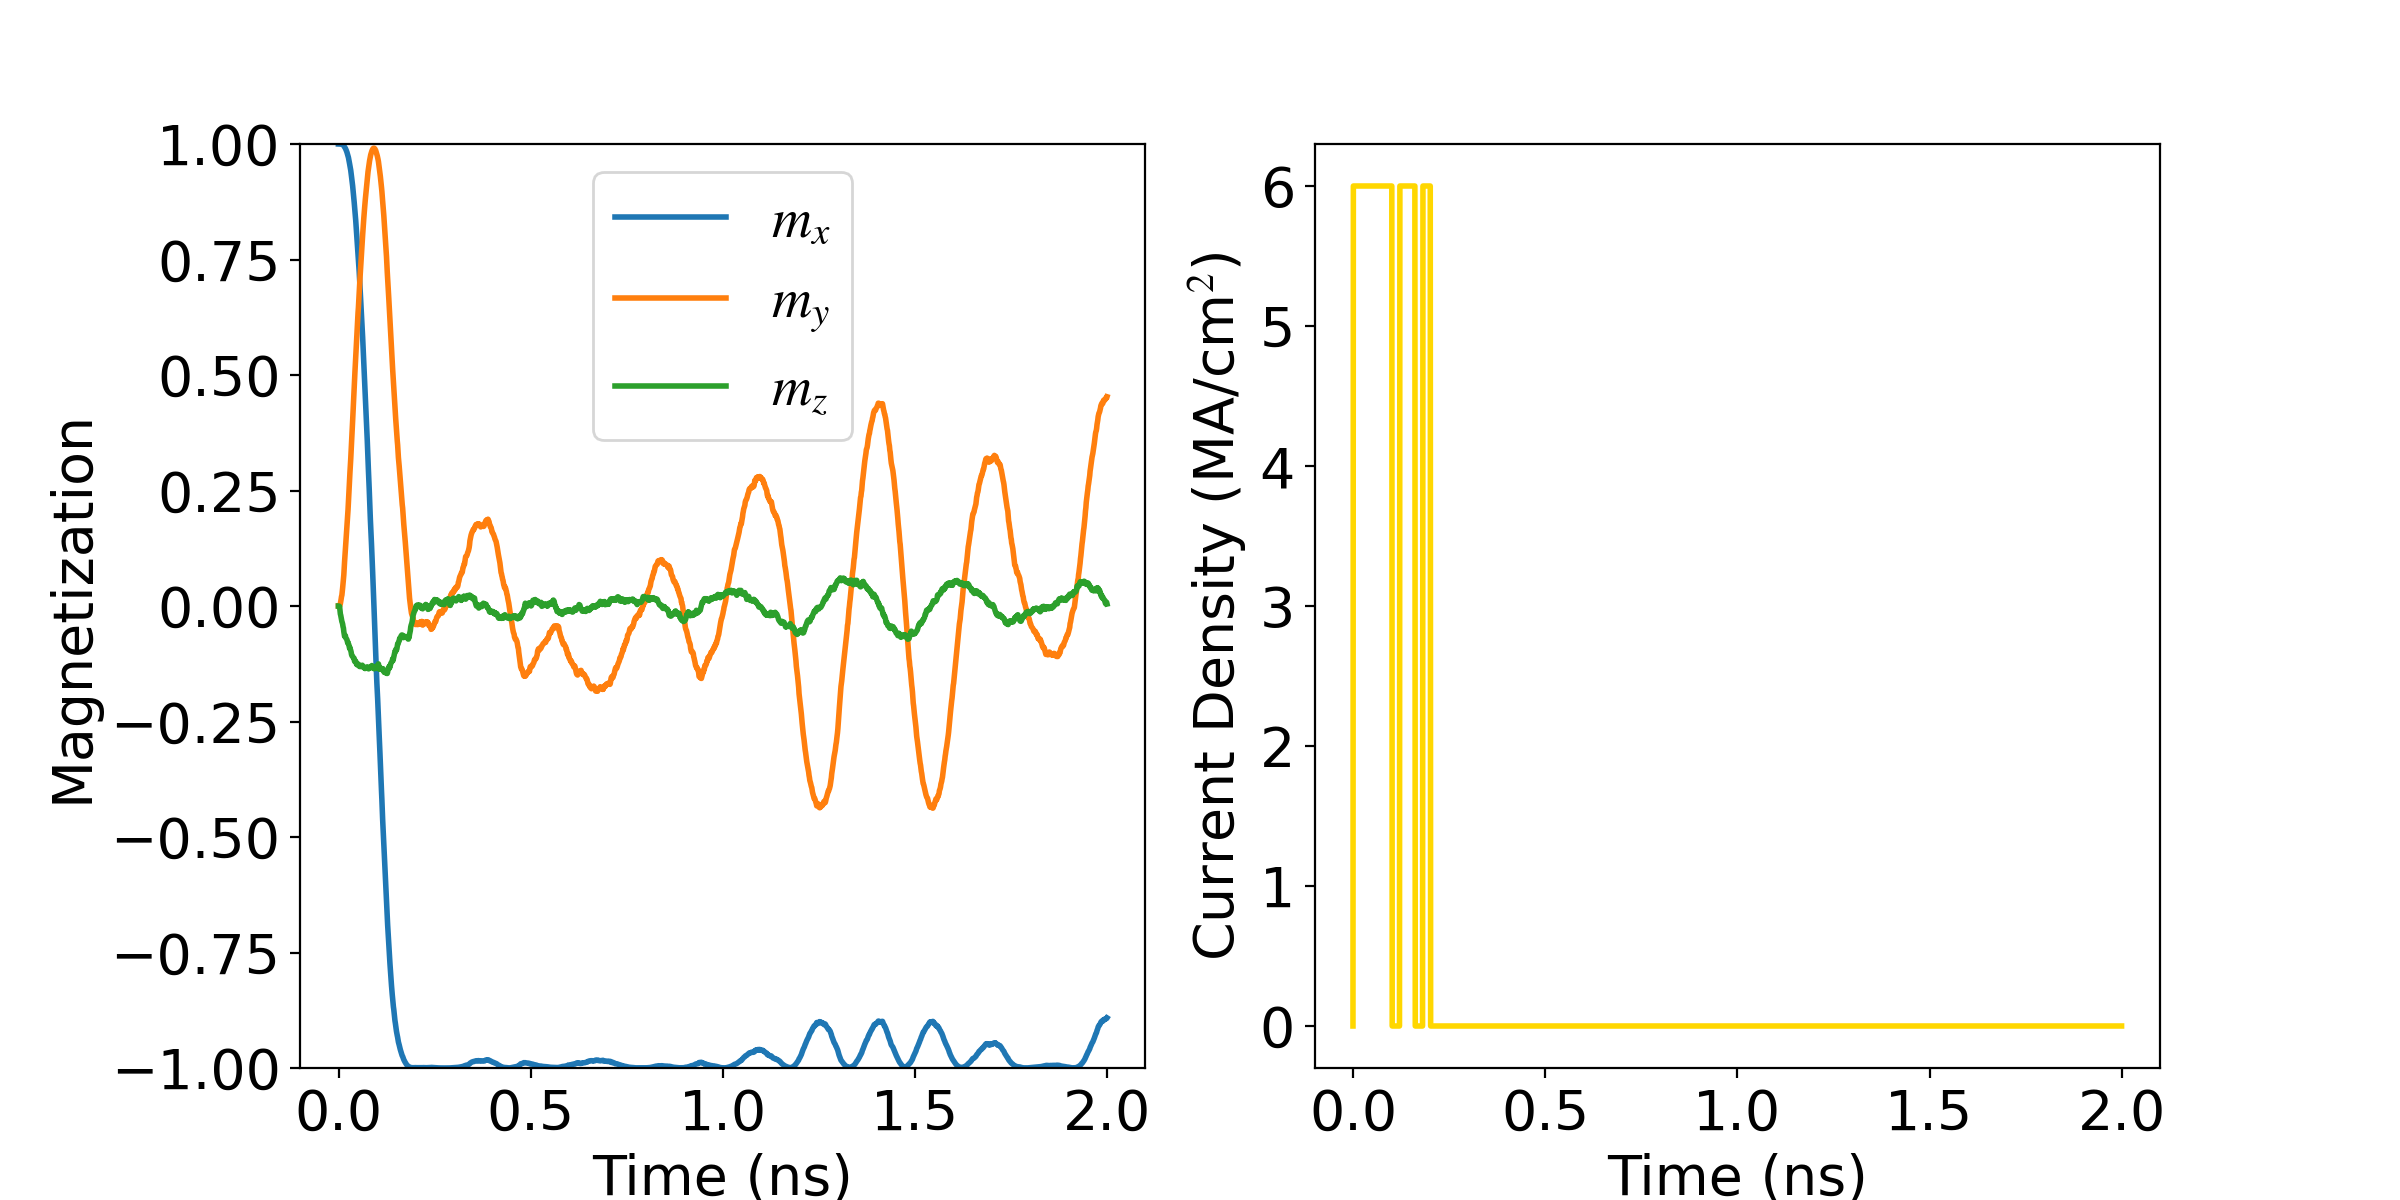 1.00
0.75
0.50
0.25
0.00
−0.25
−0.50
−0.75
−1.00
Magnetization
0.0 0.5 1.0 1.5 2.0
Time (ns)
m_x
m_y
m_z
6
5
4
3
2
1
0
Current Density (MA/cm²)
0.0 0.5 1.0 1.5 2.0
Time (ns)